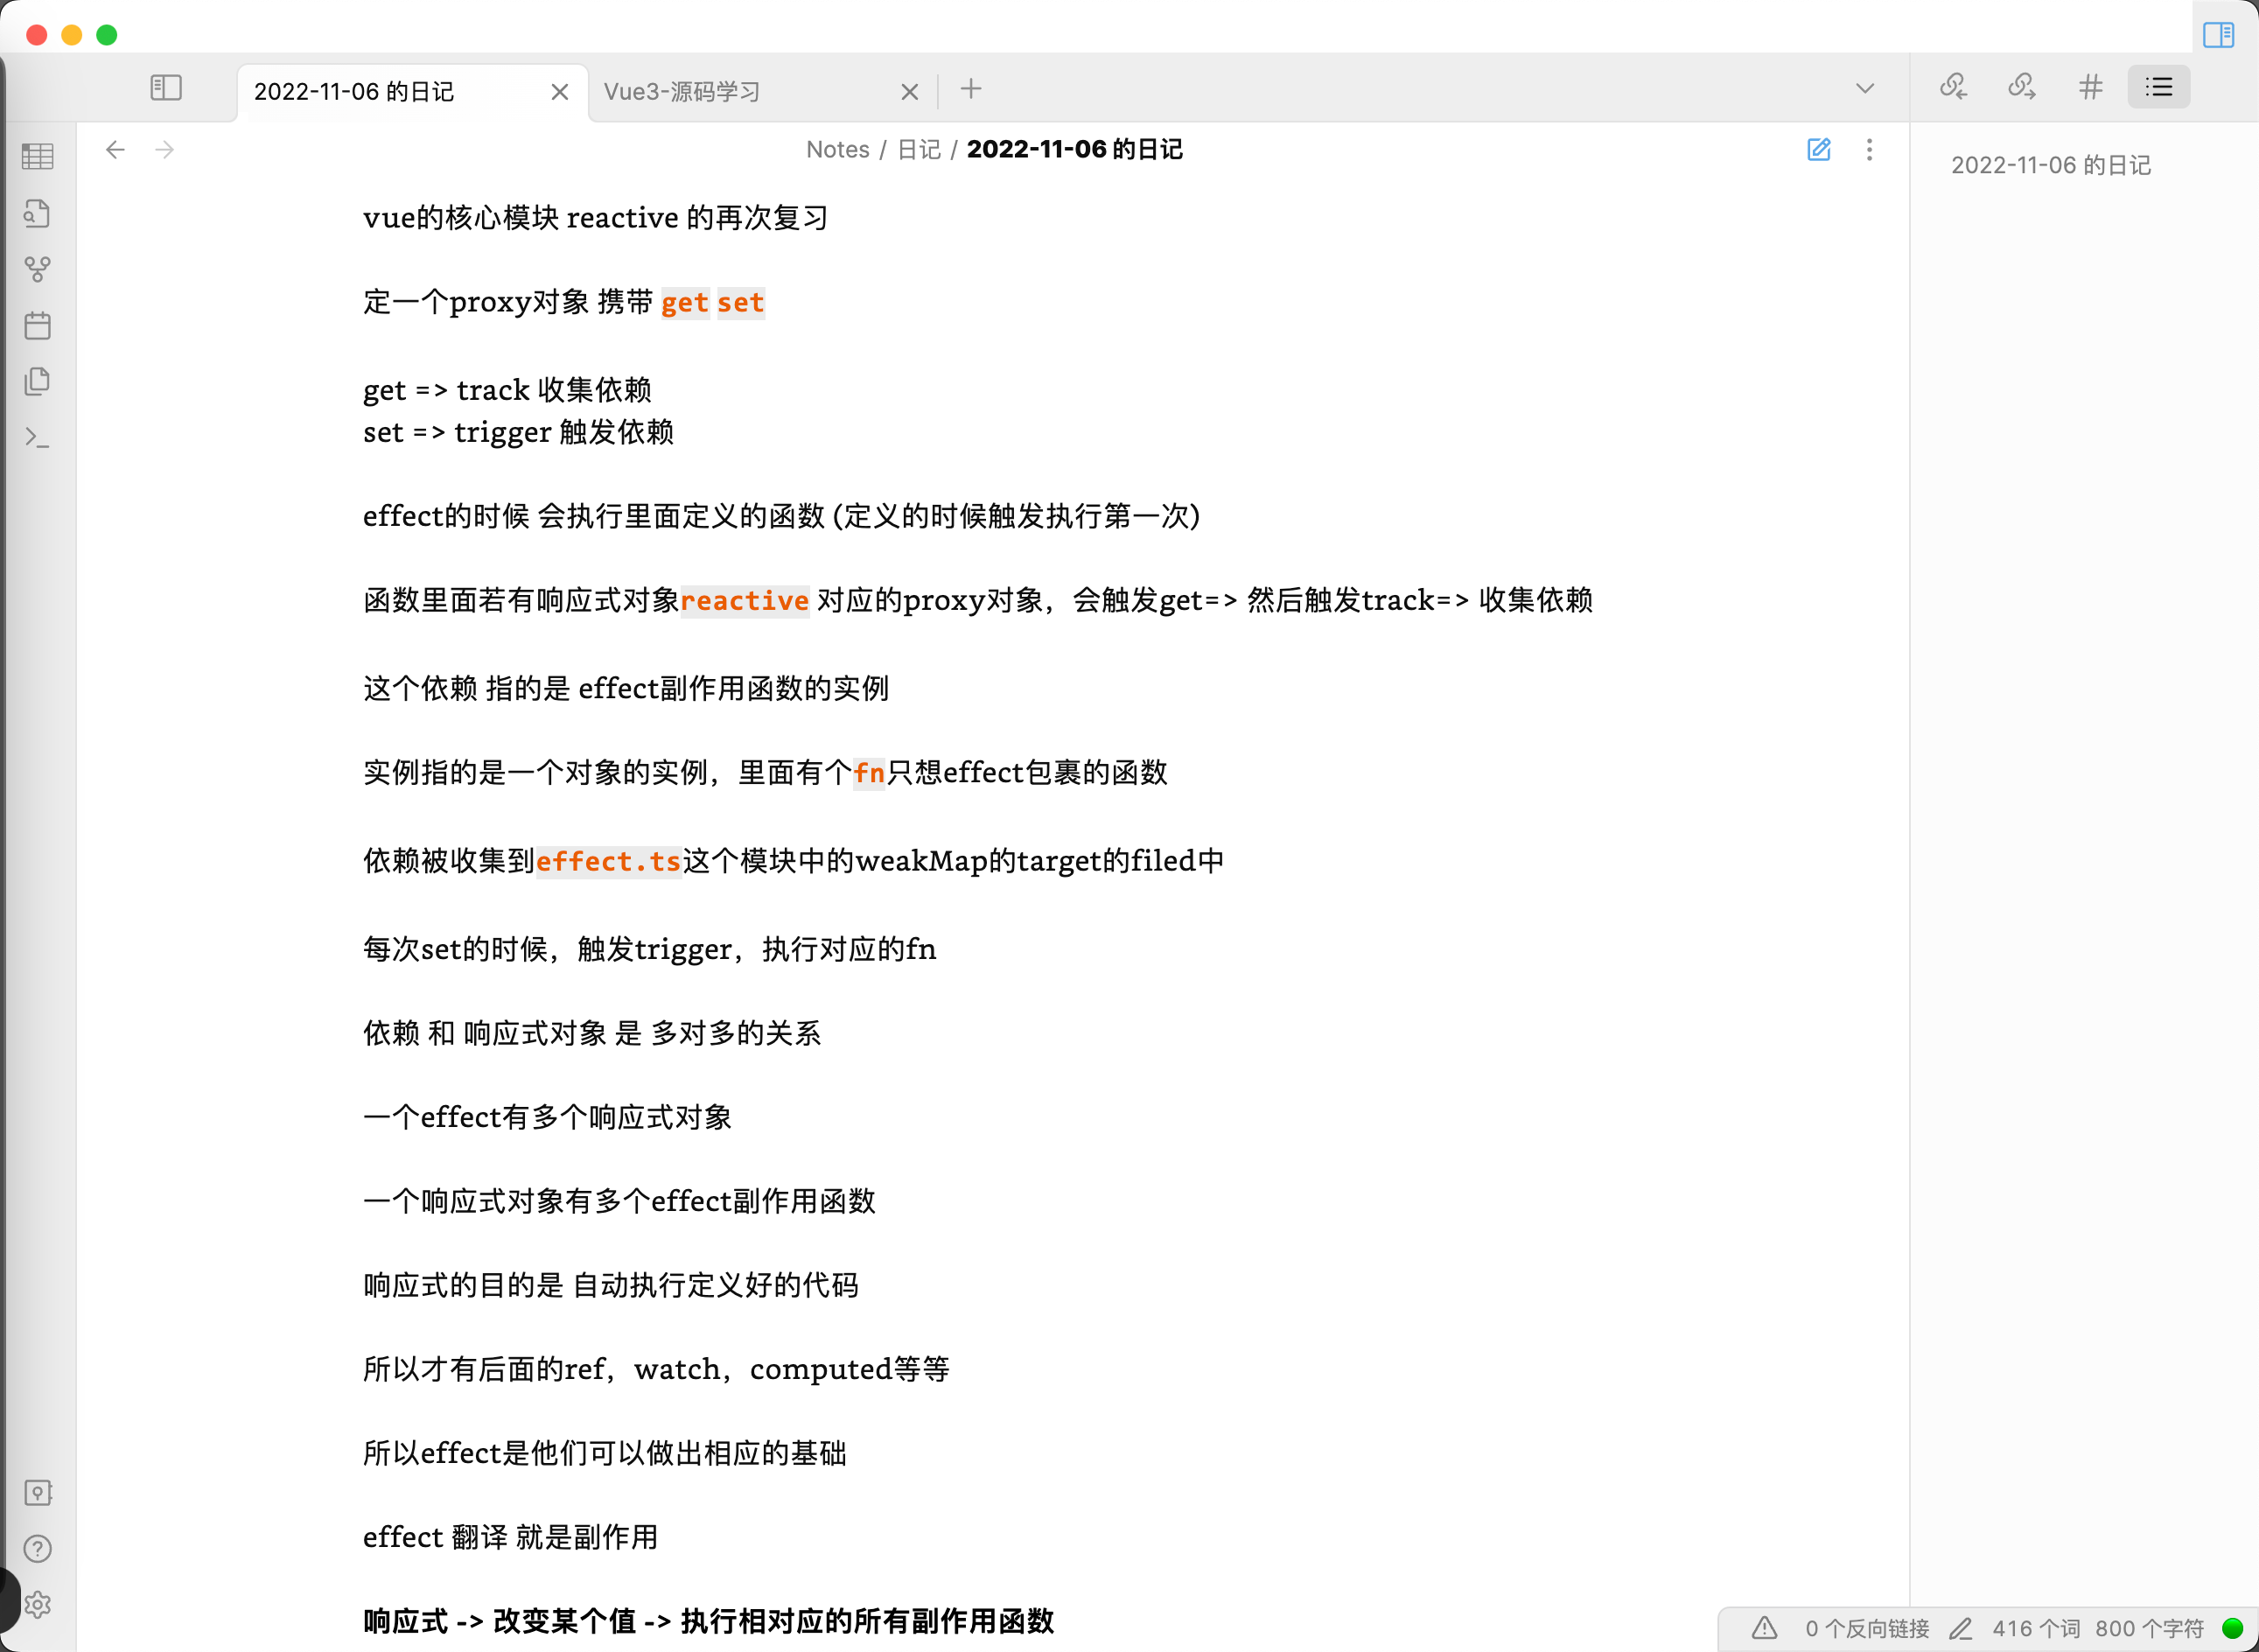 2022-11-06 的日记
Vue3-源码学习
Notes / 日记 / 2022-11-06 的日记
2022-11-06 的日记
vue的核心模块 reactive 的再次复习
定一个proxy对象 携带 get set
get => track 收集依赖
set => trigger 触发依赖
effect的时候 会执行里面定义的函数 (定义的时候触发执行第一次)
函数里面若有响应式对象reactive 对应的proxy对象，会触发get=> 然后触发track=> 收集依赖
这个依赖 指的是 effect副作用函数的实例
实例指的是一个对象的实例，里面有个fn只想effect包裹的函数
依赖被收集到effect.ts这个模块中的weakMap的target的filed中
每次set的时候，触发trigger，执行对应的fn
依赖 和 响应式对象 是 多对多的关系
一个effect有多个响应式对象
一个响应式对象有多个effect副作用函数
响应式的目的是 自动执行定义好的代码
所以才有后面的ref，watch，computed等等
所以effect是他们可以做出相应的基础
effect 翻译 就是副作用
响应式 -> 改变某个值 -> 执行相对应的所有副作用函数
0 个反向链接 416 个词 800 个字符